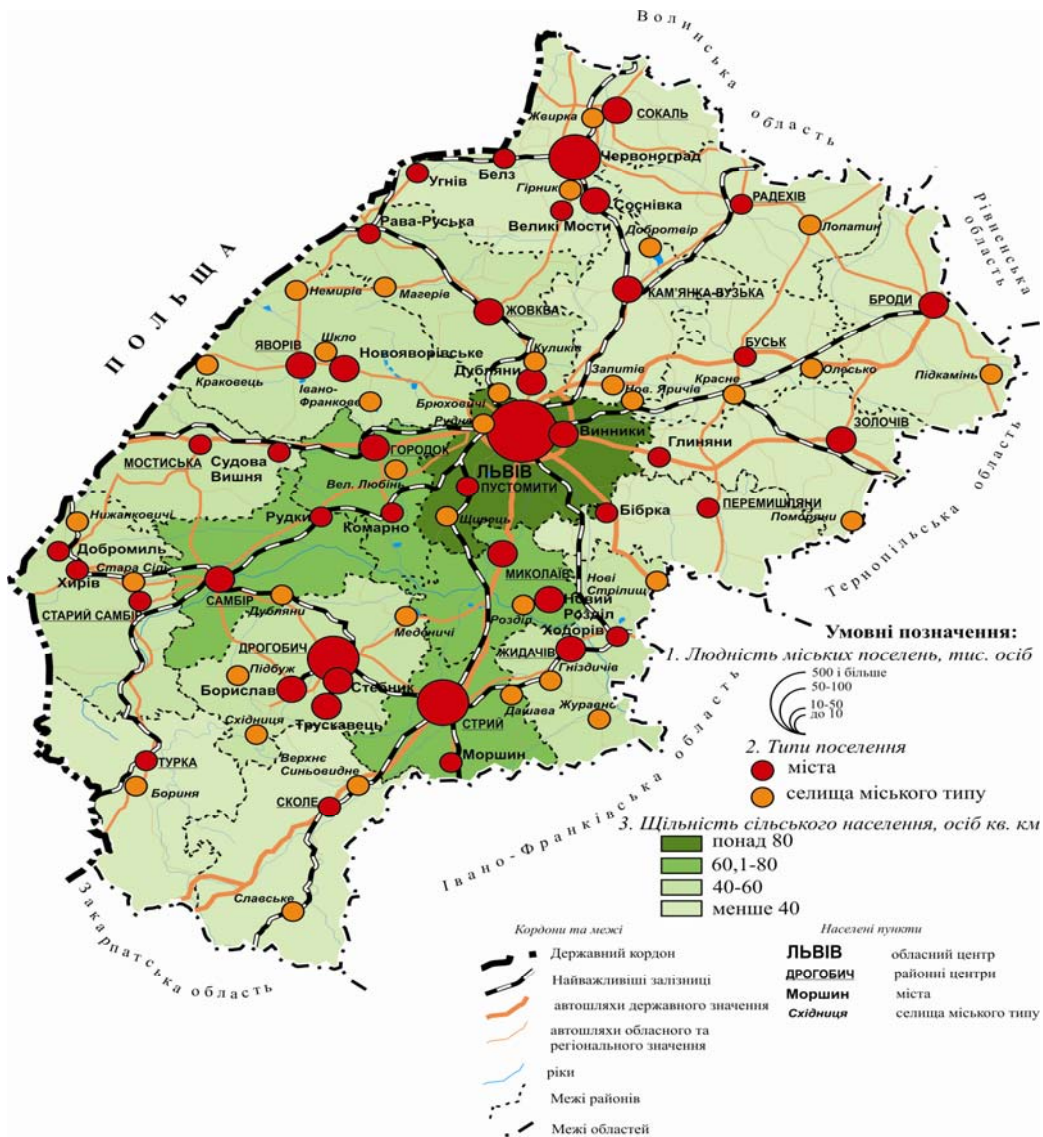 Волинська область
Рівненська область
ПОЛЬЩА
Жвирка
СОКАЛЬ
Червоноград
Белз
Угнів
Гірник
Соснівка
РАДЕХІВ
Великі Мости
Лопатин
Рава-Руська
Добротвір
Немирів
Магерів
КАМ'ЯНКА-БУЗЬКА
БРОДИ
ЖОВКВА
Шкло
ЯВОРІВ
Новояворівське
Куликів
БУСЬК
Краковець
Дубляни
Запитів
Красне
Олесько
Підкамінь
Івано-
Франкове
Брюховичі
Нов. Яричів
Рудна
Винники
ЗОЛОЧІВ
ГОРОДОК
Глиняни
МОСТИСЬКА
Судова
Вишня
ЛЬВІВ
ПУСТОМИТИ
Вел. Любінь
Нижанковичі
Рудки
Комарно
Щирець
Бібрка
ПЕРЕМИШЛЯНИ
Поморяни
Добромиль
Хирів
Стара Сіль
МИКОЛАЇВ
Нові
Стрілищ
СТАРИЙ САМБІР
САМБІР
Дубляни
Роздір
Новий
Розділ
Медоничі
Ходорів
ДРОГОБИЧ
ЖИДАЧІВ
Підбуж
Гніздичів
Борислав
Стебник
СТРИЙ
Дашава
Журавно
Трускавець
Східниця
ТУРКА
Верхнє
Синьовидне
Моршин
Бориня
СКОЛЕ
Славське
Тернопільська область
Івано-Франківська область
Закарпатська область
Умовні позначення:
1. Людність міських поселень, тис. осіб
500 і більше
50-100
10-50
до 10
2. Типи поселення
міста
селища міського типу
3. Щільність сільського населення, осіб кв. км
понад 80
60,1-80
40-60
менше 40
Кордони та межі
Державний кордон
Найважливіші залізниці
автошляхи державного значення
автошляхи обласного та
регіонального значення
ріки
Межі районів
Межі областей
Населені пункти
ЛЬВІВ обласний центр
ДРОГОБИЧ районні центри
Моршин міста
Східниця селища міського типу